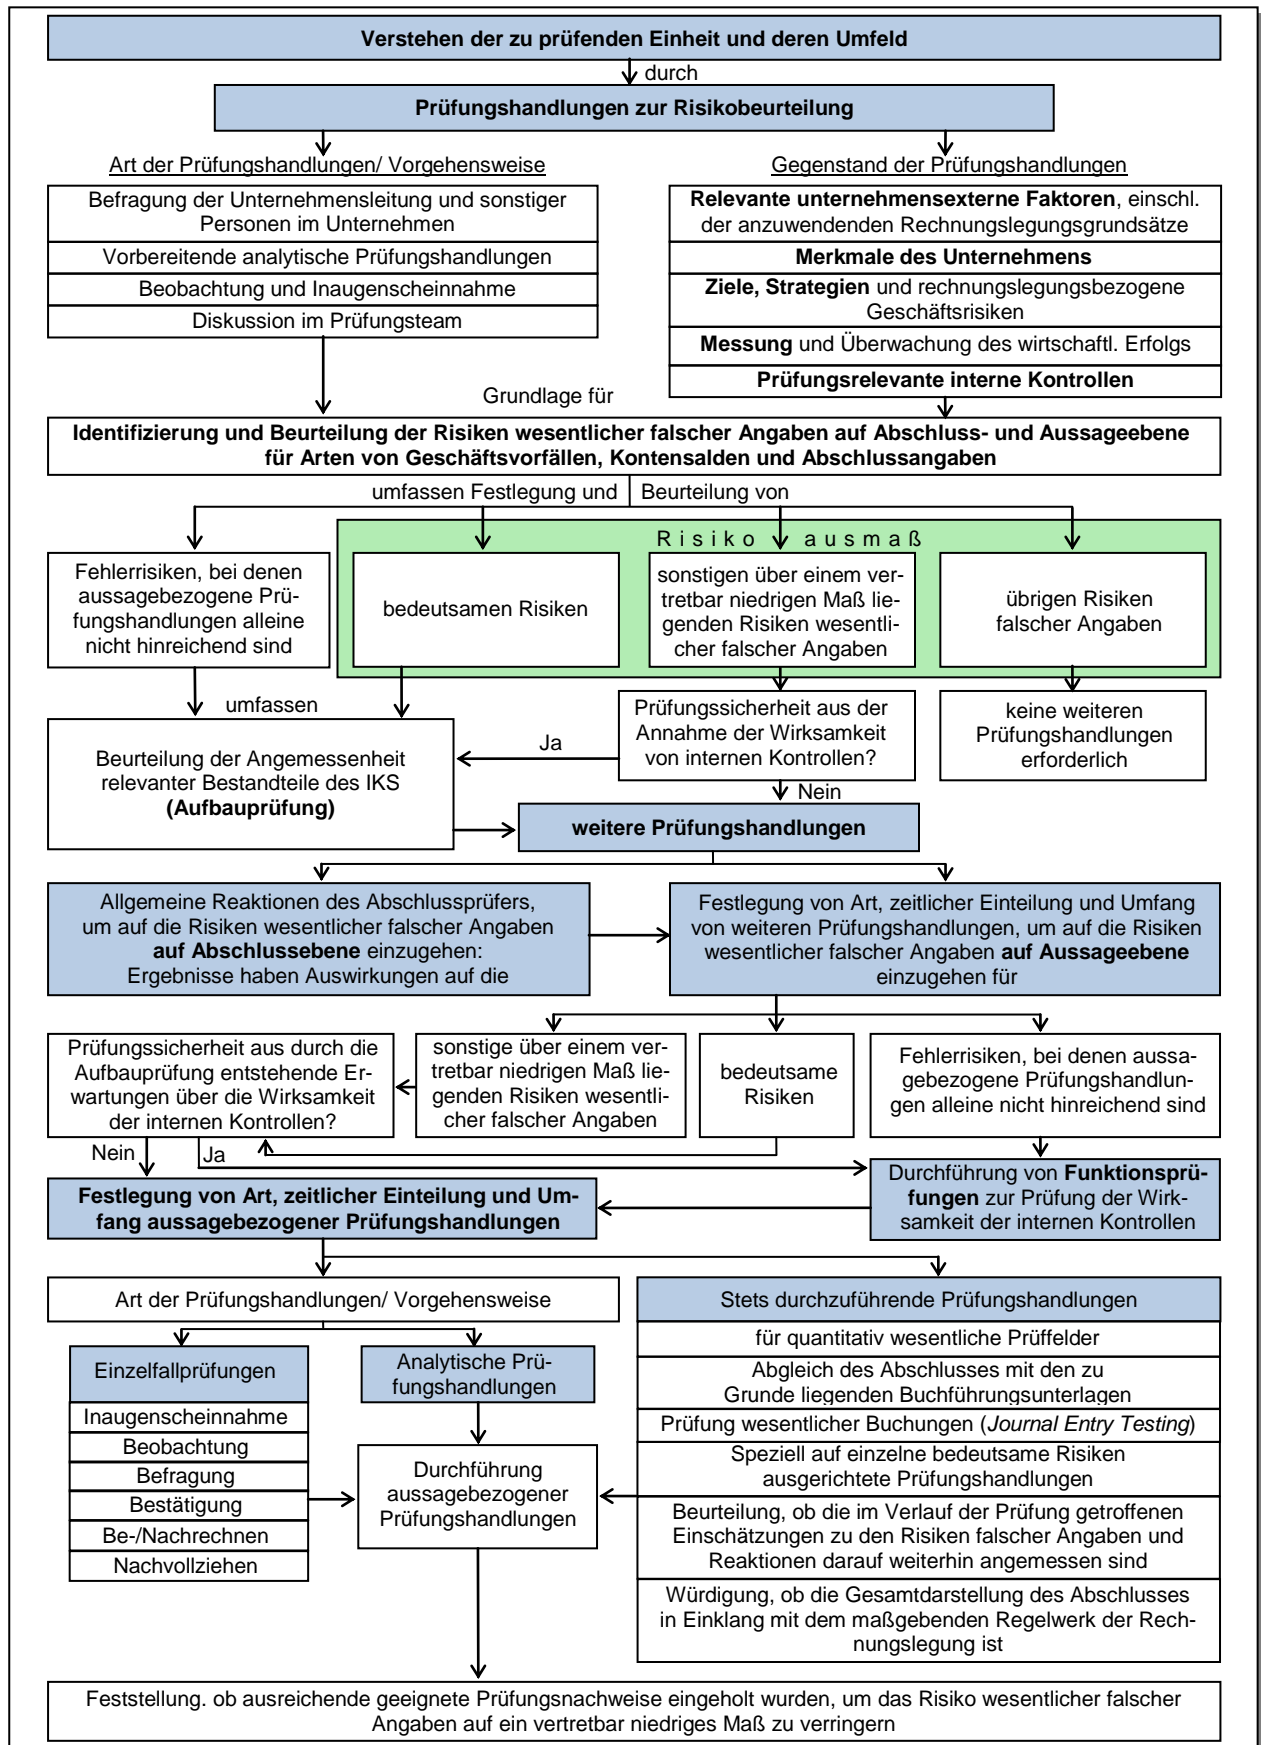 Verstehen der zu prüfenden Einheit und deren Umfeld
durch
Prüfungshandlungen zur Risikobeurteilung
Art der Prüfungshandlungen/ Vorgehensweise
Befragung der Unternehmensleitung und sonstiger
Personen im Unternehmen
Vorbereitende analytische Prüfungshandlungen
Beobachtung und Inaugenscheinnahme
Diskussion im Prüfungsteam
Gegenstand der Prüfungshandlungen
Relevante unternehmensexterne Faktoren, einschl.
der anzuwendenden Rechnungslegungsgrundsätze
Merkmale des Unternehmens
Ziele, Strategien und rechnungslegungsbezogene
Geschäftsrisiken
Messung und Überwachung des wirtschaftl. Erfolgs
Prüfungsrelevante interne Kontrollen
Grundlage für
Identifizierung und Beurteilung der Risiken wesentlicher falscher Angaben auf Abschluss- und Aussageebene
für Arten von Geschäftsvorfällen, Kontensalden und Abschlussangaben
umfassen Festlegung und Beurteilung von
Risikoausmaß
Fehlerrisiken, bei denen
aussagebezogene Prü-
fungshandlungen alleine
nicht hinreichend sind
bedeutsamen Risiken
sonstigen über einem ver-
tretbar niedrigen Maß lie-
genden Risiken wesentli-
cher falscher Angaben
übrigen Risiken
falscher Angaben
umfassen
Beurteilung der Angemessenheit
relevanter Bestandteile des IKS
(Aufbauprüfung)
Ja
Prüfungssicherheit aus der
Annahme der Wirksamkeit
von internen Kontrollen?
keine weiteren
Prüfungshandlungen
erforderlich
Nein
weitere Prüfungshandlungen
Allgemeine Reaktionen des Abschlussprüfers,
um auf die Risiken wesentlicher falscher Angaben
auf Abschlussebene einzugehen:
Ergebnisse haben Auswirkungen auf die
Festlegung von Art, zeitlicher Einteilung und Umfang
von weiteren Prüfungshandlungen, um auf die Risiken
wesentlicher falscher Angaben auf Aussageebene
einzugehen für
Prüfungssicherheit aus durch die
Aufbauprüfung entstehende Er-
wartungen über die Wirksamkeit
der internen Kontrollen?
sonstige über einem ver-
tretbar niedrigen Maß lie-
genden Risiken wesentli-
cher falscher Angaben
bedeutsame
Risiken
Fehlerrisiken, bei denen aussa-
gebezogene Prüfungshandlun-
gen alleine nicht hinreichend sind
Nein
Ja
Festlegung von Art, zeitlicher Einteilung und Um-
fang aussagebezogener Prüfungshandlungen
Durchführung von Funktionsprü-
fungen zur Prüfung der Wirk-
samkeit der internen Kontrollen
Art der Prüfungshandlungen/ Vorgehensweise
Einzelfallprüfungen
Inaugenscheinnahme
Beobachtung
Befragung
Bestätigung
Be-/Nachrechnen
Nachvollziehen
Analytische Prü-
fungshandlungen
Durchführung
aussagebezogener
Prüfungshandlungen
Stets durchzuführende Prüfungshandlungen
für quantitativ wesentliche Prüffelder
Abgleich des Abschlusses mit den zu
Grunde liegenden Buchführungsunterlagen
Prüfung wesentlicher Buchungen (Journal Entry Testing)
Speziell auf einzelne bedeutsame Risiken
ausgerichtete Prüfungshandlungen
Beurteilung, ob die im Verlauf der Prüfung getroffenen
Einschätzungen zu den Risiken falscher Angaben und
Reaktionen darauf weiterhin angemessen sind
Würdigung, ob die Gesamtdarstellung des Abschlusses
in Einklang mit dem maßgebenden Regelwerk der Rech-
nungslegung ist
Feststellung. ob ausreichende geeignete Prüfungsnachweise eingeholt wurden, um das Risiko wesentlicher falscher
Angaben auf ein vertretbar niedriges Maß zu verringern